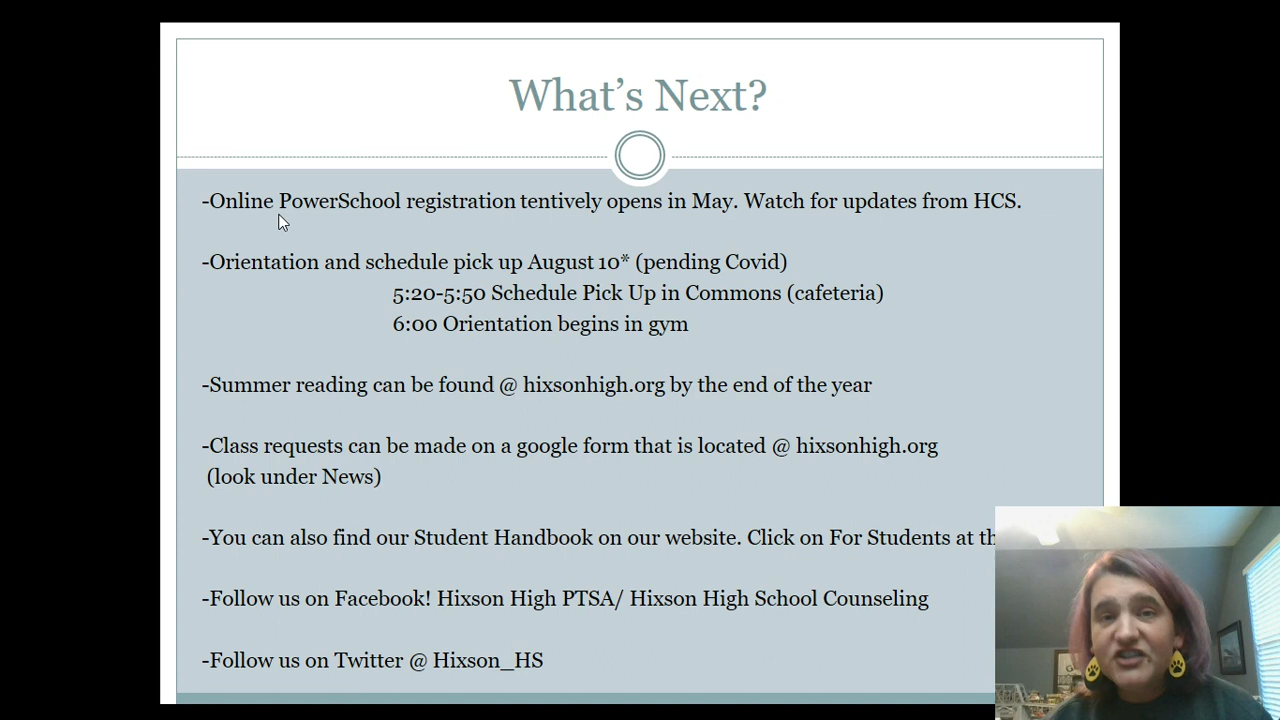 What's Next?
-Online PowerSchool registration tentively opens in May. Watch for updates from HCS.
-Orientation and schedule pick up August 10* (pending Covid)
5:20-5:50 Schedule Pick Up in Commons (cafeteria)
6:00 Orientation begins in gym
-Summer reading can be found @ hixsonhigh.org by the end of the year
-Class requests can be made on a google form that is located @ hixsonhigh.org
(look under News)
-You can also find our Student Handbook on our website. Click on For Students at
-Follow us on Facebook! Hixson High PTSA/ Hixson High School Counseling
-Follow us on Twitter @ Hixson_HS